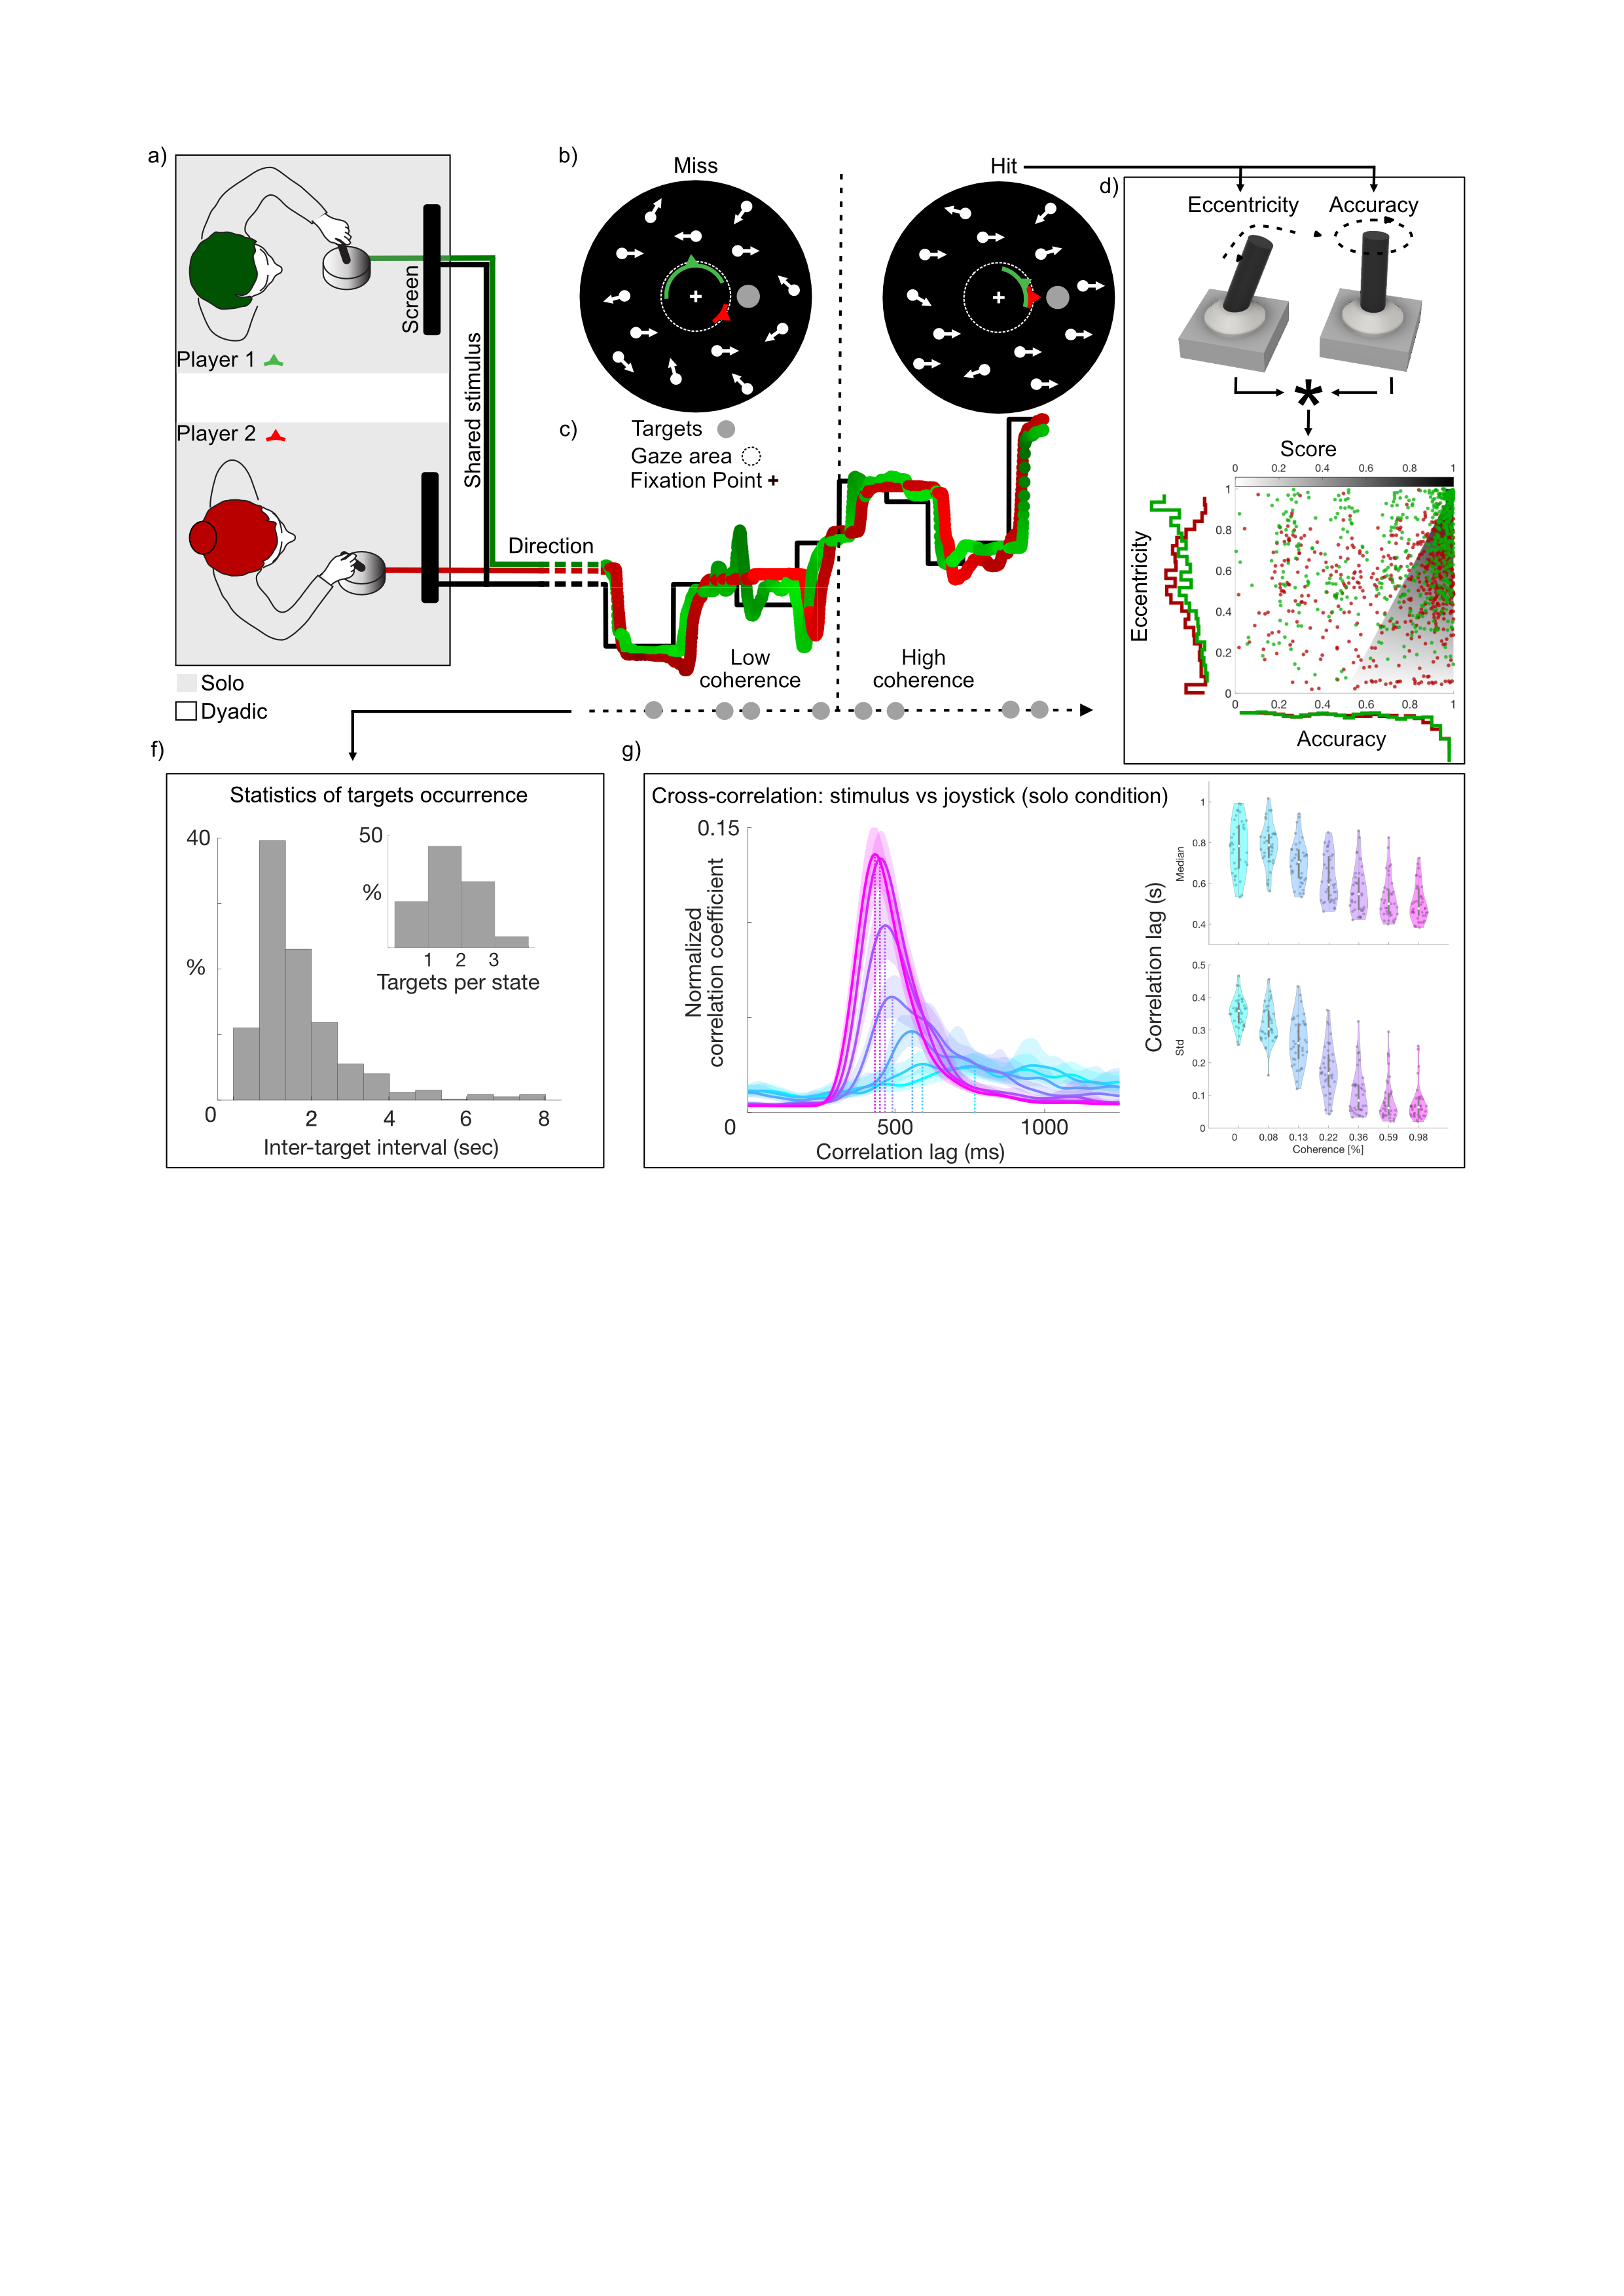 a)
Screen
Player 1
Player 2
Shared stimulus
Direction
Solo
Dyadic
b)
Miss
Hit
c)
Targets
Gaze area
Fixation Point +
Low
coherence
High
coherence
d)
Eccentricity
Accuracy
*
Score
0 0.2 0.4 0.6 0.8 1
1
0.8
0.6
0.4
0.2
0
Eccentricity
0 0.2 0.4 0.6 0.8 1
Accuracy
f)
Statistics of targets occurrence
40
%
0
2 4 6 8
Inter-target interval (sec)
50
%
1 2 3
Targets per state
g)
Cross-correlation: stimulus vs joystick (solo condition)
0.15
Normalized
correlation coefficient
0
500 1000
Correlation lag (ms)
Correlation lag (s)
Median
1
0.8
0.6
0.4
Std
0.5
0.4
0.3
0.2
0.1
0
0 0.08 0.13 0.22 0.36 0.59 0.98
Coherence [%]